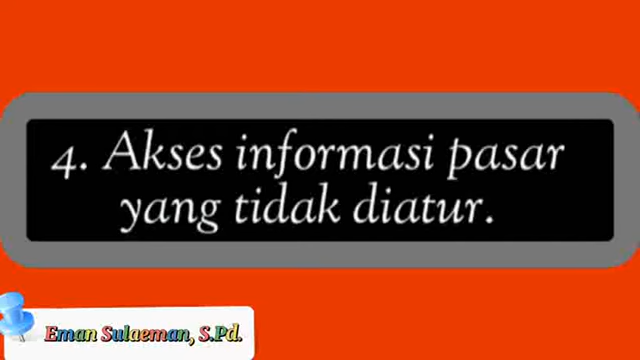 4. Akses informasi pasar
yang tidak diatur.
Eman Sulaeman, S.Pd.